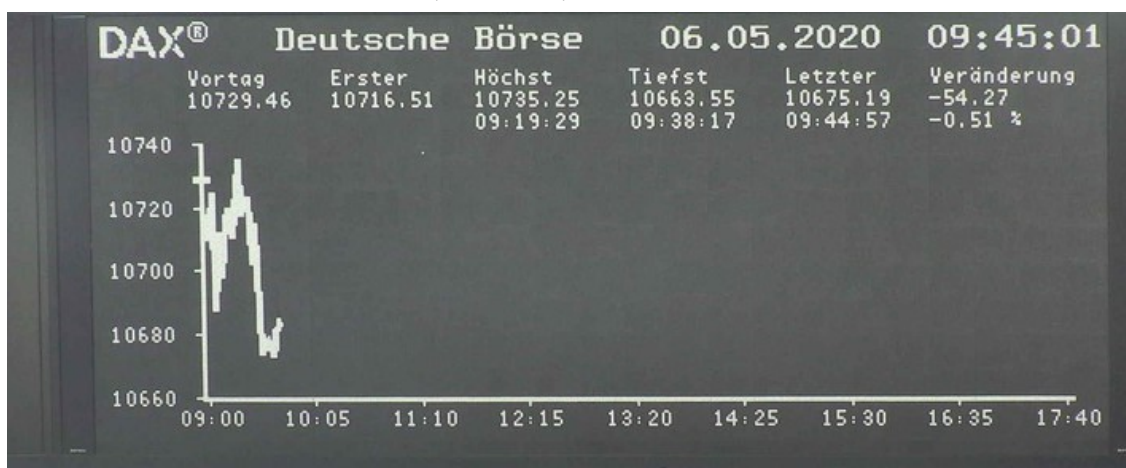 DAX® Deutsche Börse 06.05.2020 09:45:01
Vortag Erster Höchst Tiefst Letzter Veränderung
10729.46 10716.51 10735.25 10663.55 10675.19 -54.27
09:19:29 09:38:17 09:44:57 -0.51 %
10740
10720
10700
10680
10660
09:00 10:05 11:10 12:15 13:20 14:25 15:30 16:35 17:40